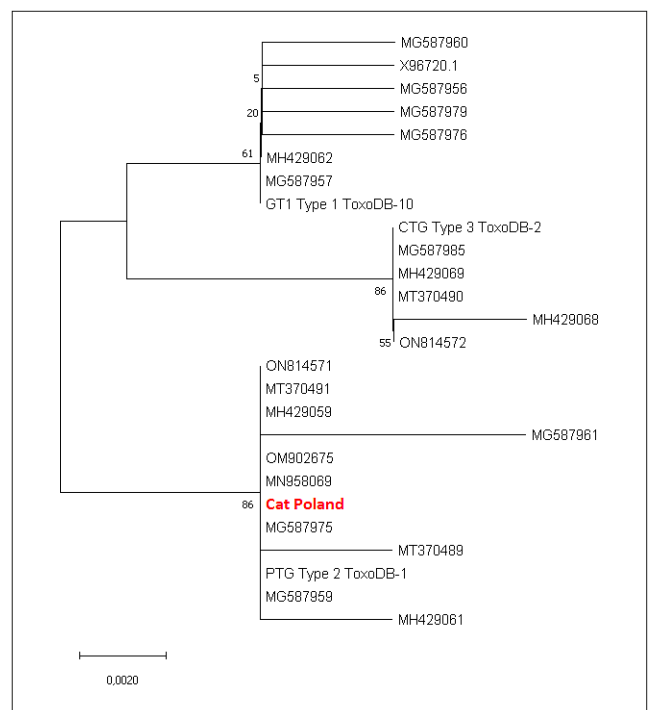 MG587960
X96720.1
5
MG587956
20
MG587979
MG587976
61
MH429062
MG587957
GT1 Type 1 ToxoDB-10
CTG Type 3 ToxoDB-2
MG587985
MH429069
86
MT370490
MH429068
55
ON814572
ON814571
MT370491
MH429059
MG587961
OM902675
MN958069
86
Cat Poland
MG587975
MT370489
PTG Type 2 ToxoDB-1
MG587959
MH429061
0,0020